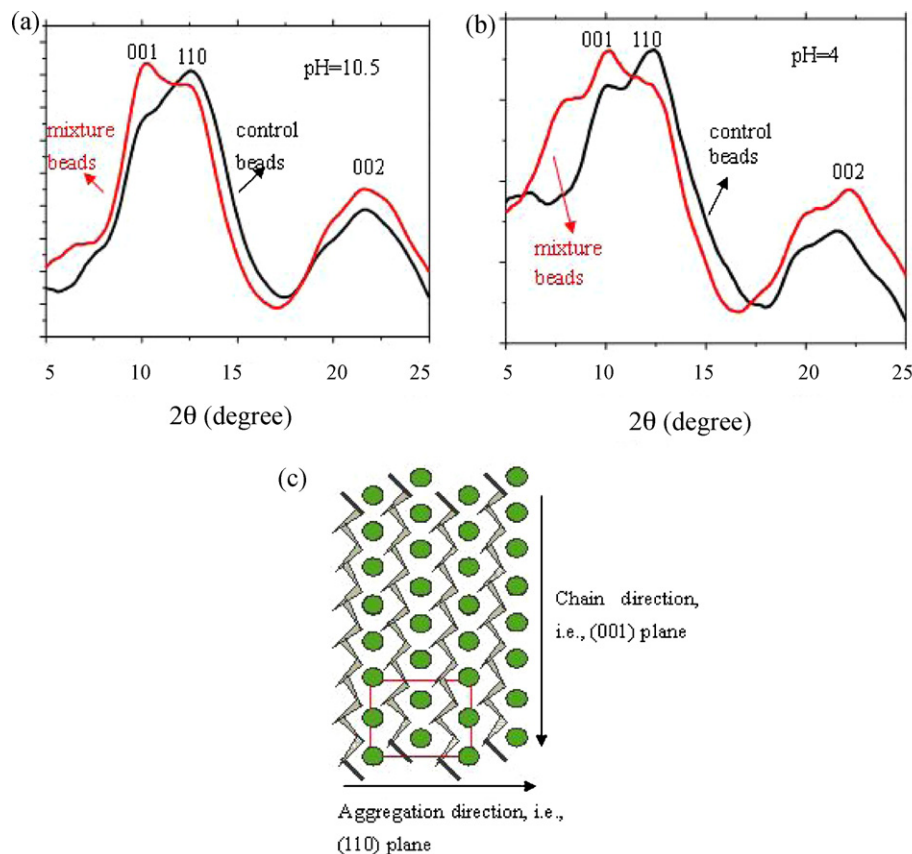 (a)
001
110
pH=10.5
mixture
beads
control
beads
002
5
10
15
20
25
2θ (degree)
(b)
001
110
pH=4
control
beads
002
mixture
beads
5
10
15
20
25
2θ (degree)
(c)
Chain direction,
i.e., (001) plane
Aggregation direction, i.e.,
(110) plane